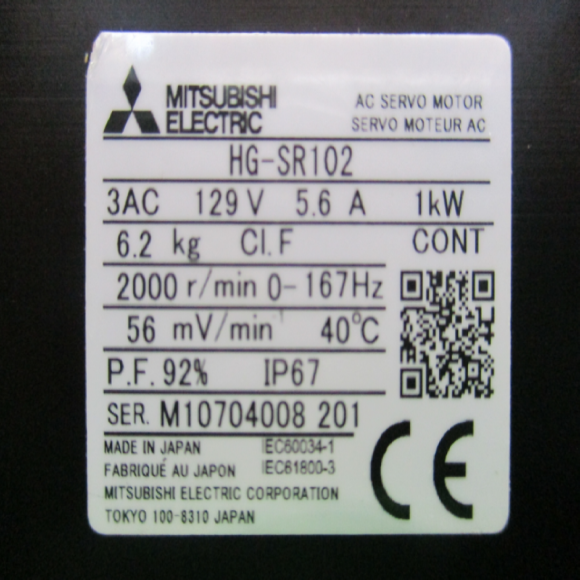 MITSUBISHI ELECTRIC
AC SERVO MOTOR
SERVO MOTEUR AC
HG-SR102
3AC 129 V 5.6 A 1kW
6.2 kg Cl.F CONT
2000 r/min 0-167Hz
56 mV/min⁻¹ 40℃
P.F. 92% IP67
SER. M10704008 201
MADE IN JAPAN IEC60034-1
FABRIQUÉ AU JAPON IEC61800-3
MITSUBISHI ELECTRIC CORPORATION
TOKYO 100-8310 JAPAN
CE